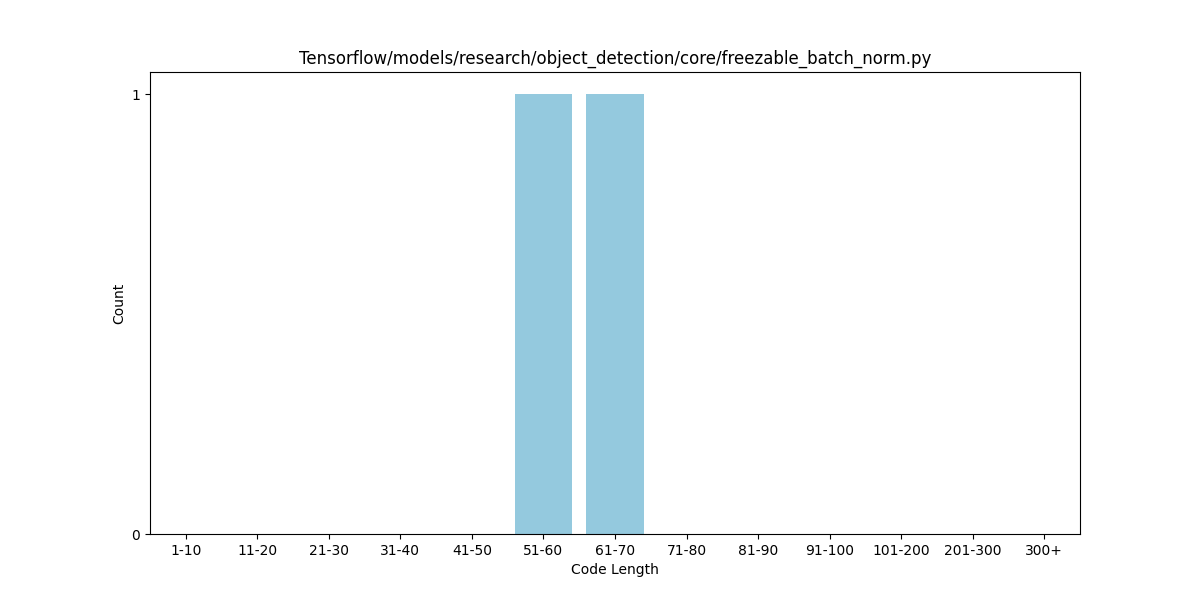 Tensorflow/models/research/object_detection/core/freezable_batch_norm.py
1
Count
0
1-10 11-20 21-30 31-40 41-50 51-60 61-70 71-80 81-90 91-100 101-200 201-300 300+
Code Length